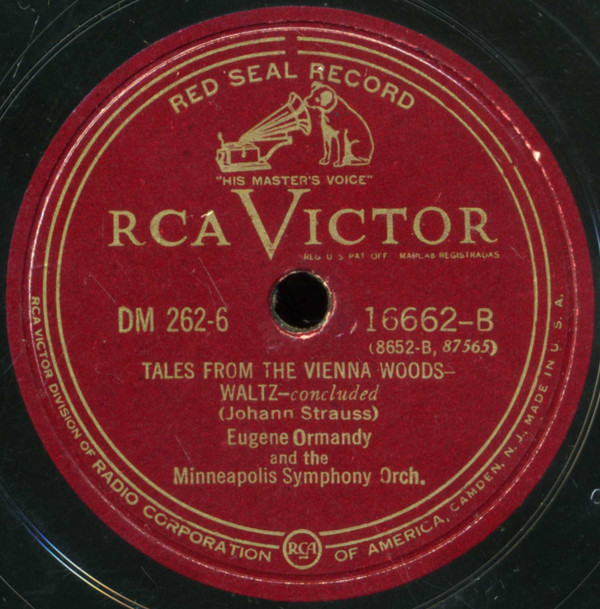 RED SEAL RECORD
"HIS MASTER'S VOICE"
RCA VICTOR
REG. U S PAT OFF MARCAS REGISTRADAS
DM 262-6
16662-B
(8652-B, 87565)
TALES FROM THE VIENNA WOODS—
WALTZ—concluded
(Johann Strauss)
Eugene Ormandy
and the
Minneapolis Symphony Orch.
RCA VICTOR DIVISION OF RADIO CORPORATION OF AMERICA, CAMDEN, N.J. MADE IN U.S.A.
RCA